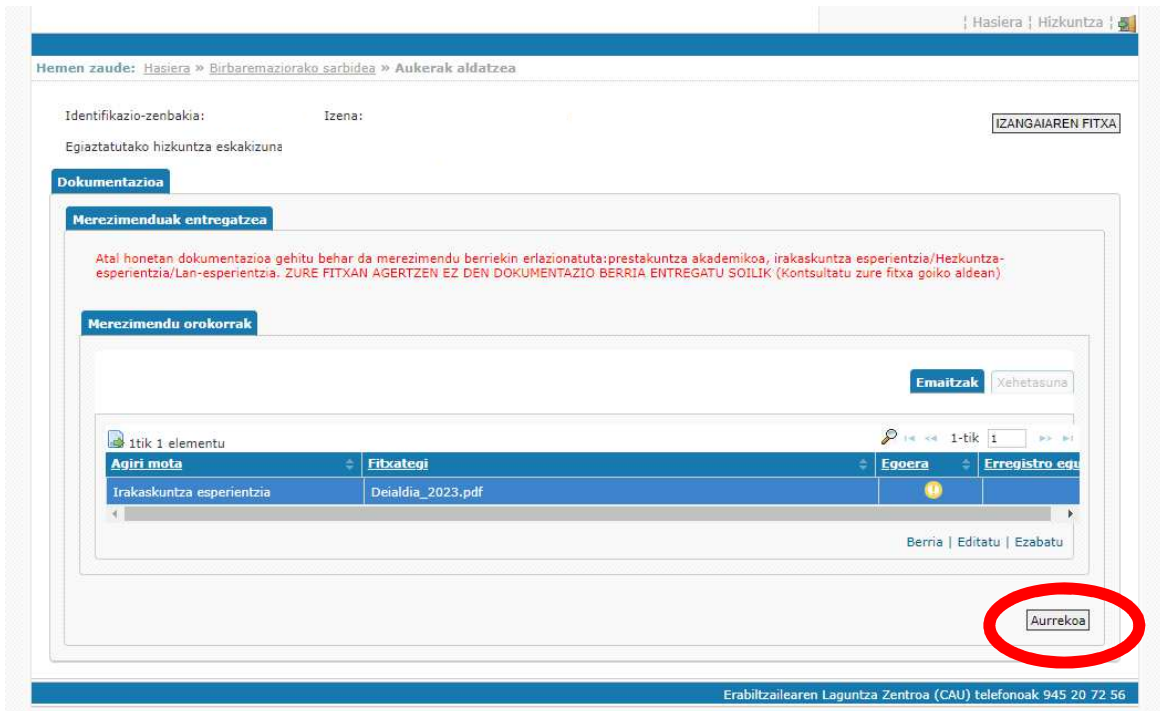 ¦ Hasiera ¦ Hizkuntza ¦
Hemen zaude: Hasiera » Birbaremaziorako sarbidea » Aukerak aldatzea
Identifikazio-zenbakia: Izena:
IZANGAIAREN FITXA
Egiaztatutako hizkuntza eskakizuna
Dokumentazioa
Merezimenduak entregatzea
Atal honetan dokumentazioa gehitu behar da merezimendu berriekin erlazionatuta:prestakuntza akademikoa, irakaskuntza esperientzia/Hezkuntza-
esperientzia/Lan-esperientzia. ZURE FITXAN AGERTZEN EZ DEN DOKUMENTAZIO BERRIA ENTREGATU SOILIK (Kontsultatu zure fitxa goiko aldean)
Merezimendu orokorrak
Emaitzak Xehetasuna
1tik 1 elementu 1-tik 1
Agiri mota Fitxategi Egoera Erregistro egu
Irakaskuntza esperientzia Deialdia_2023.pdf
Berria | Editatu | Ezabatu
Aurrekoa
Erabiltzailearen Laguntza Zentroa (CAU) telefonoak 945 20 72 56